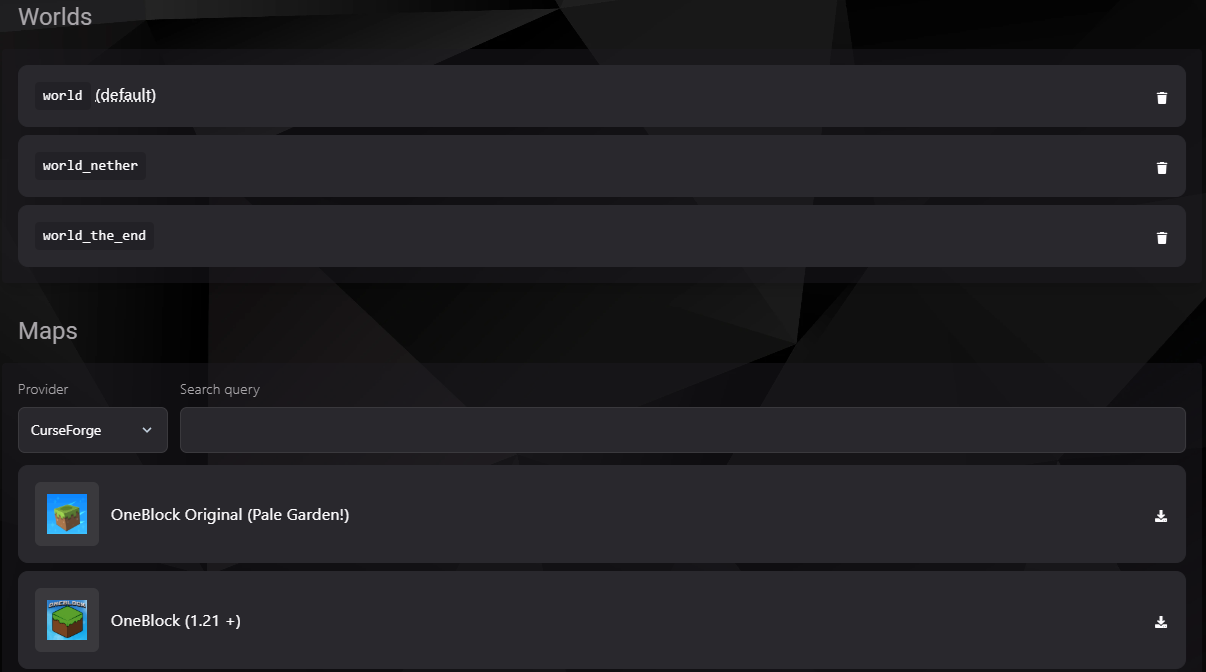 Worlds
world (default)
world_nether
world_the_end
Maps
Provider
Search query
CurseForge
OneBlock Original (Pale Garden!)
ONEBLOCK
OneBlock (1.21 +)